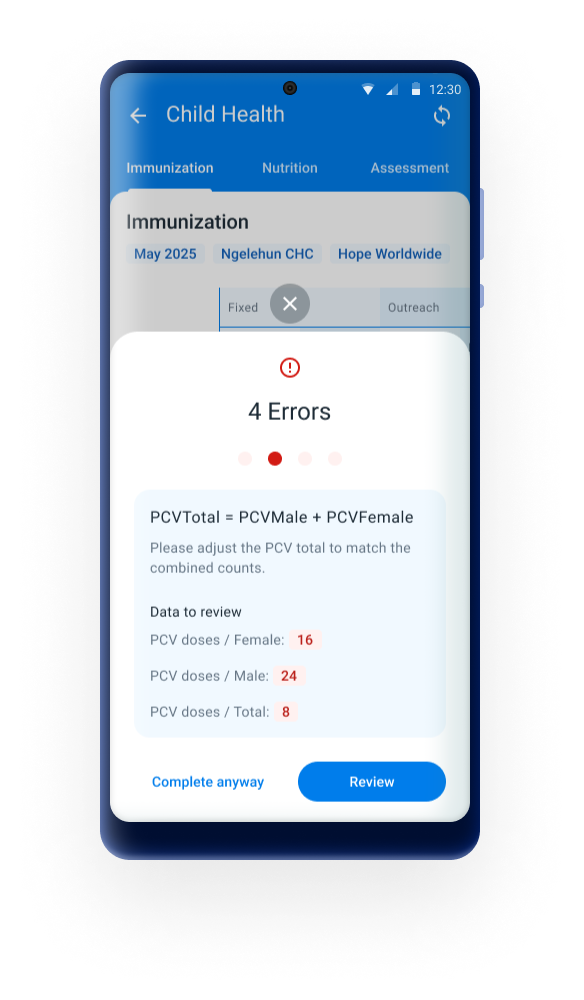 12:30
Child Health
Immunization Nutrition Assessment
Immunization
May 2025 Ngelehun CHC Hope Worldwide
Fixed Outreach
4 Errors
PCVTotal = PCVMale + PCVFemale
Please adjust the PCV total to match the
combined counts.
Data to review
PCV doses / Female: 16
PCV doses / Male: 24
PCV doses / Total: 8
Complete anyway Review